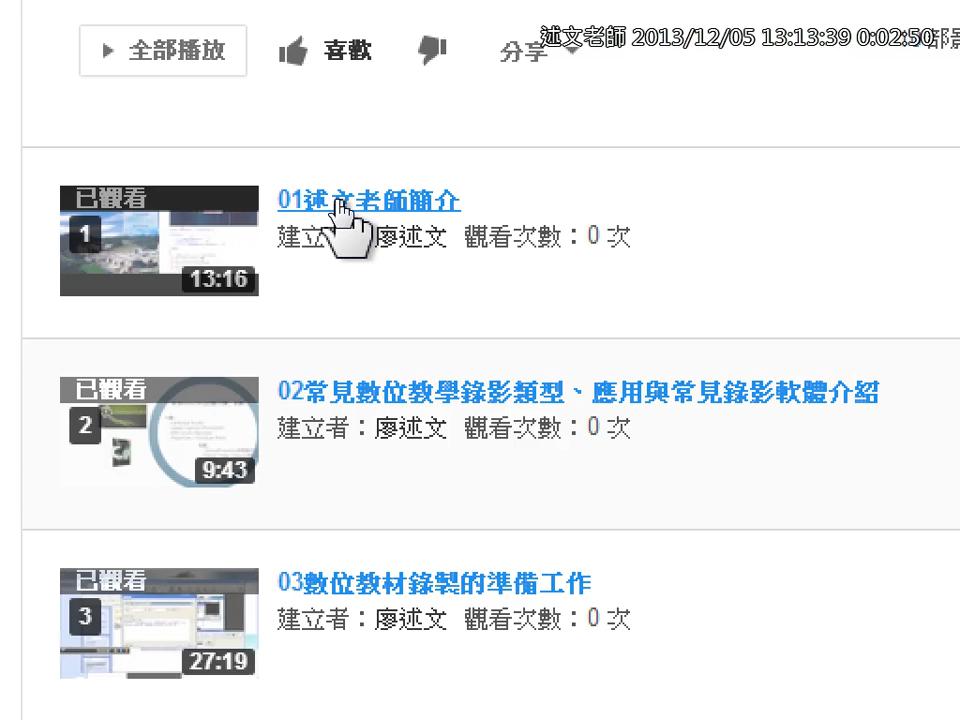 全部播放 喜歡 分享
述文老師 2013/12/05 13:13:39 0:02:50
已觀看
1
13:16
01述文老師簡介
建立 廖述文 觀看次數：0 次
已觀看
2
9:43
02常見數位教學錄影類型、應用與常見錄影軟體介紹
建立者：廖述文 觀看次數：0 次
已觀看
3
27:19
03數位教材錄製的準備工作
建立者：廖述文 觀看次數：0 次